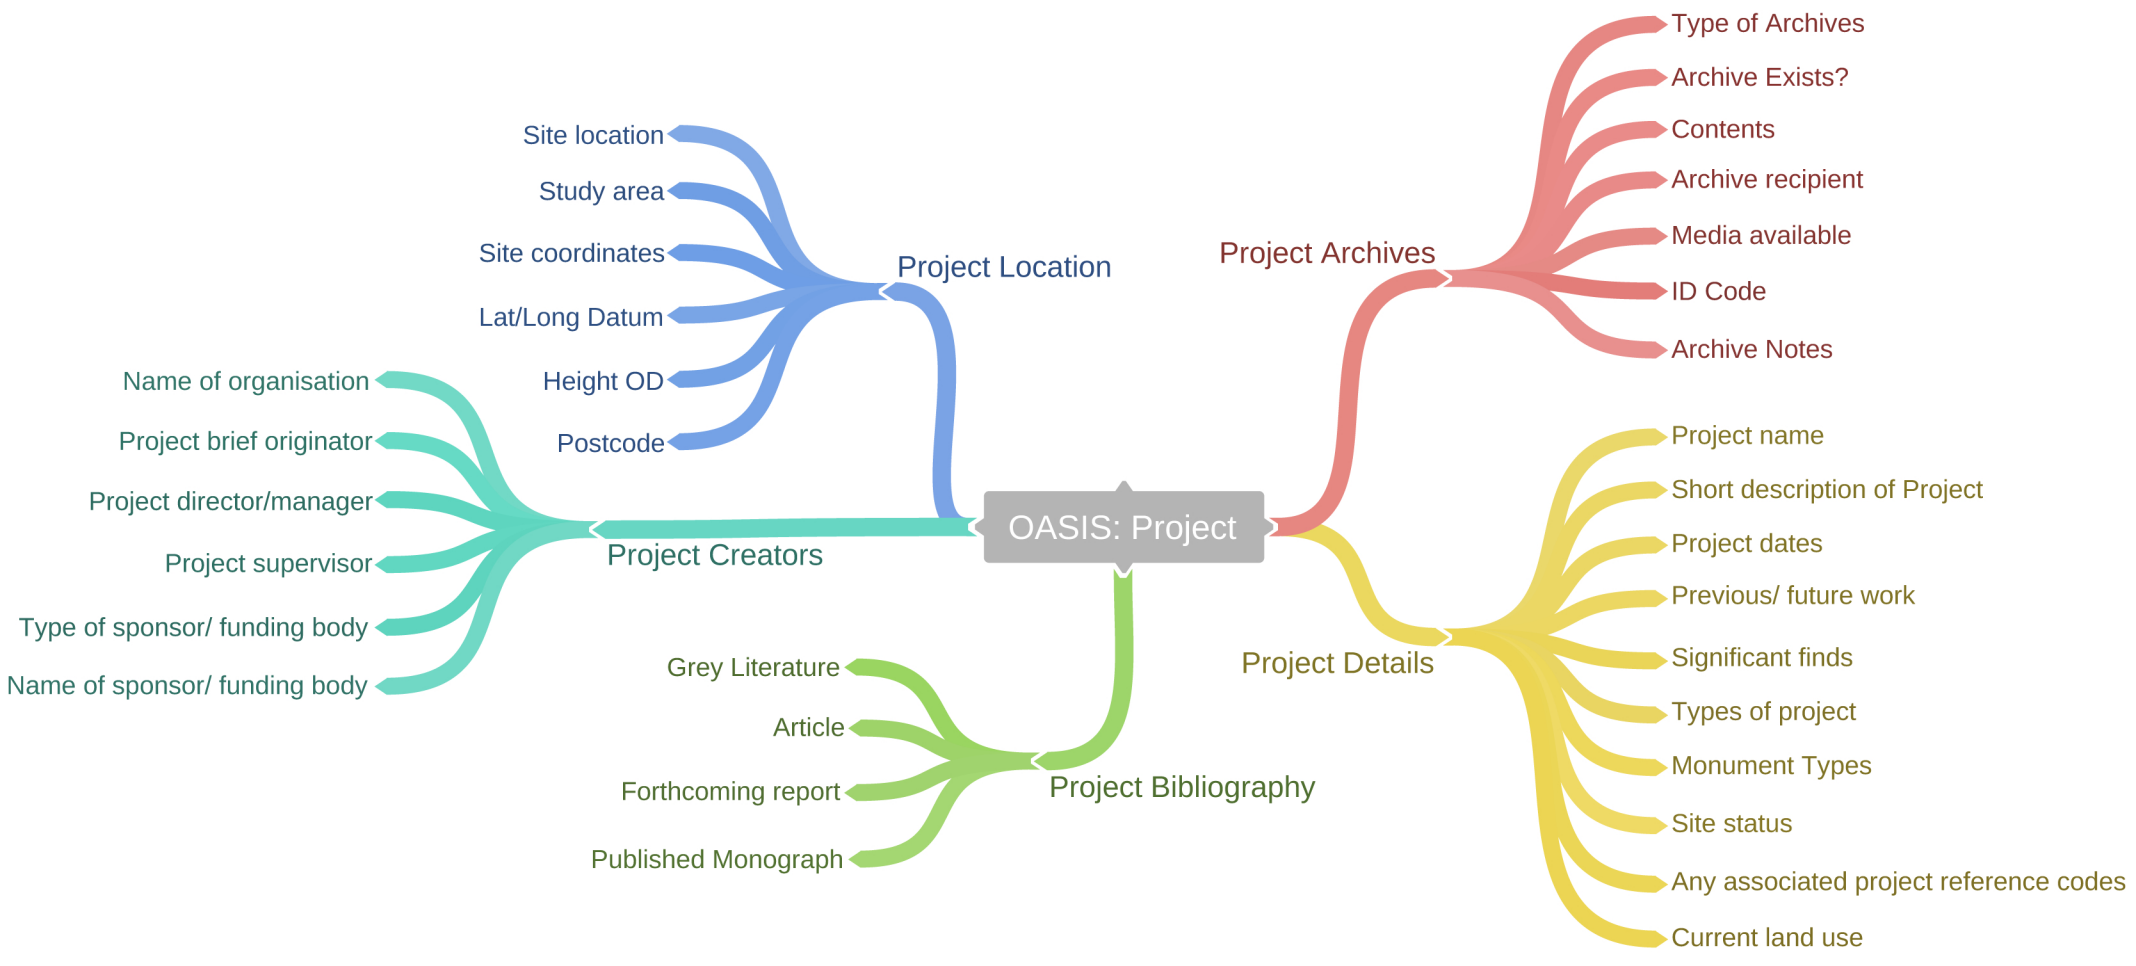 OASIS: Project
Project Location
Site location
Study area
Site coordinates
Lat/Long Datum
Height OD
Postcode
Project Creators
Name of organisation
Project brief originator
Project director/manager
Project supervisor
Type of sponsor/ funding body
Name of sponsor/ funding body
Project Bibliography
Grey Literature
Article
Forthcoming report
Published Monograph
Project Archives
Type of Archives
Archive Exists?
Contents
Archive recipient
Media available
ID Code
Archive Notes
Project Details
Project name
Short description of Project
Project dates
Previous/ future work
Significant finds
Types of project
Monument Types
Site status
Any associated project reference codes
Current land use